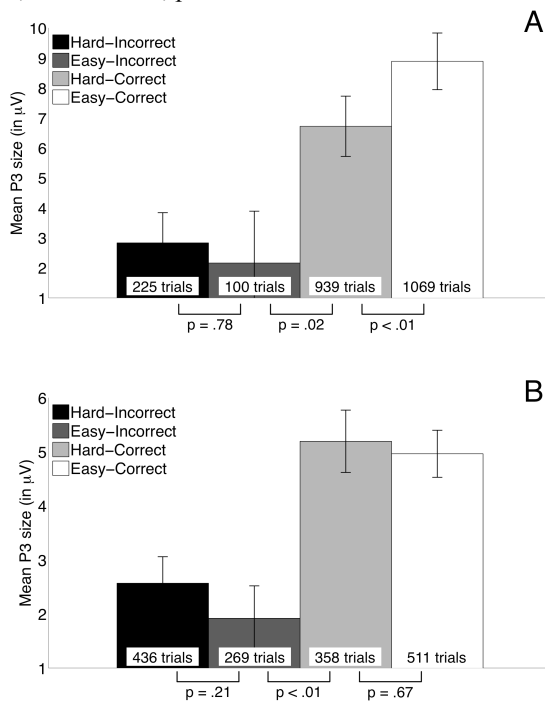 A
10
9
8
7
6
5
4
3
2
1
Mean P3 size (in μV)
Hard–Incorrect
Easy–Incorrect
Hard–Correct
Easy–Correct
225 trials 100 trials 939 trials 1069 trials
p = .78 p = .02 p < .01
B
6
5
4
3
2
1
Mean P3 size (in μV)
Hard–Incorrect
Easy–Incorrect
Hard–Correct
Easy–Correct
436 trials 269 trials 358 trials 511 trials
p = .21 p < .01 p = .67